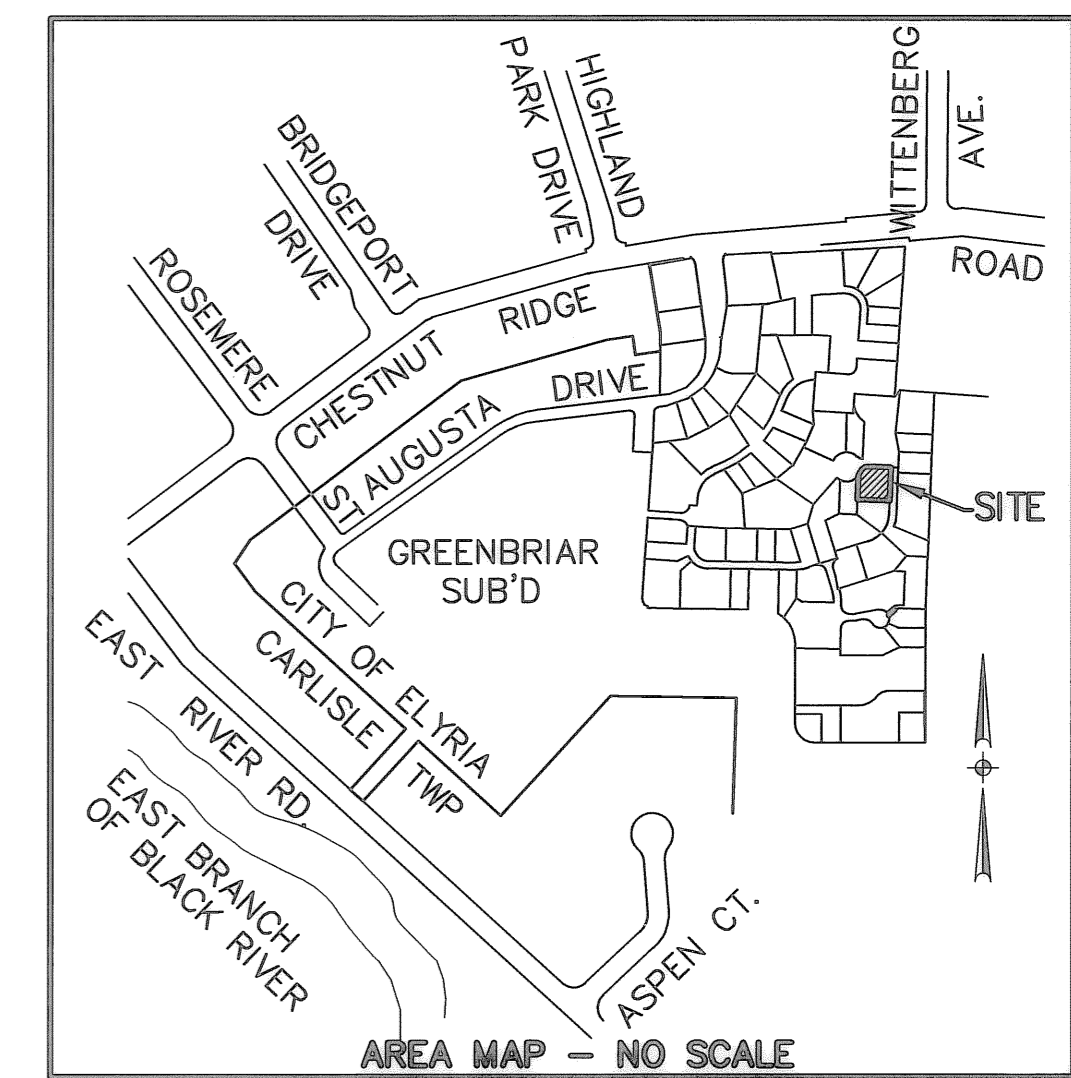 WITTENBERG
AVE.
HIGHLAND
PARK DRIVE
BRIDGEPORT
DRIVE
ROSEMERE
ROAD
CHESTNUT RIDGE
ST AUGUSTA DRIVE
SITE
GREENBRIAR
SUB'D
CITY OF ELYRIA
CARLISLE TWP
EAST RIVER RD.
EAST BRANCH
OF BLACK RIVER
ASPEN CT.
AREA MAP – NO SCALE